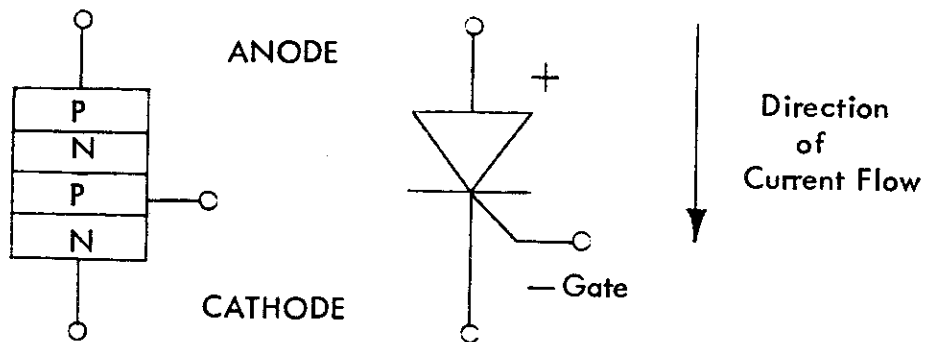 ANODE
P
N
P
N
CATHODE
+
— Gate
Direction
of
Current Flow